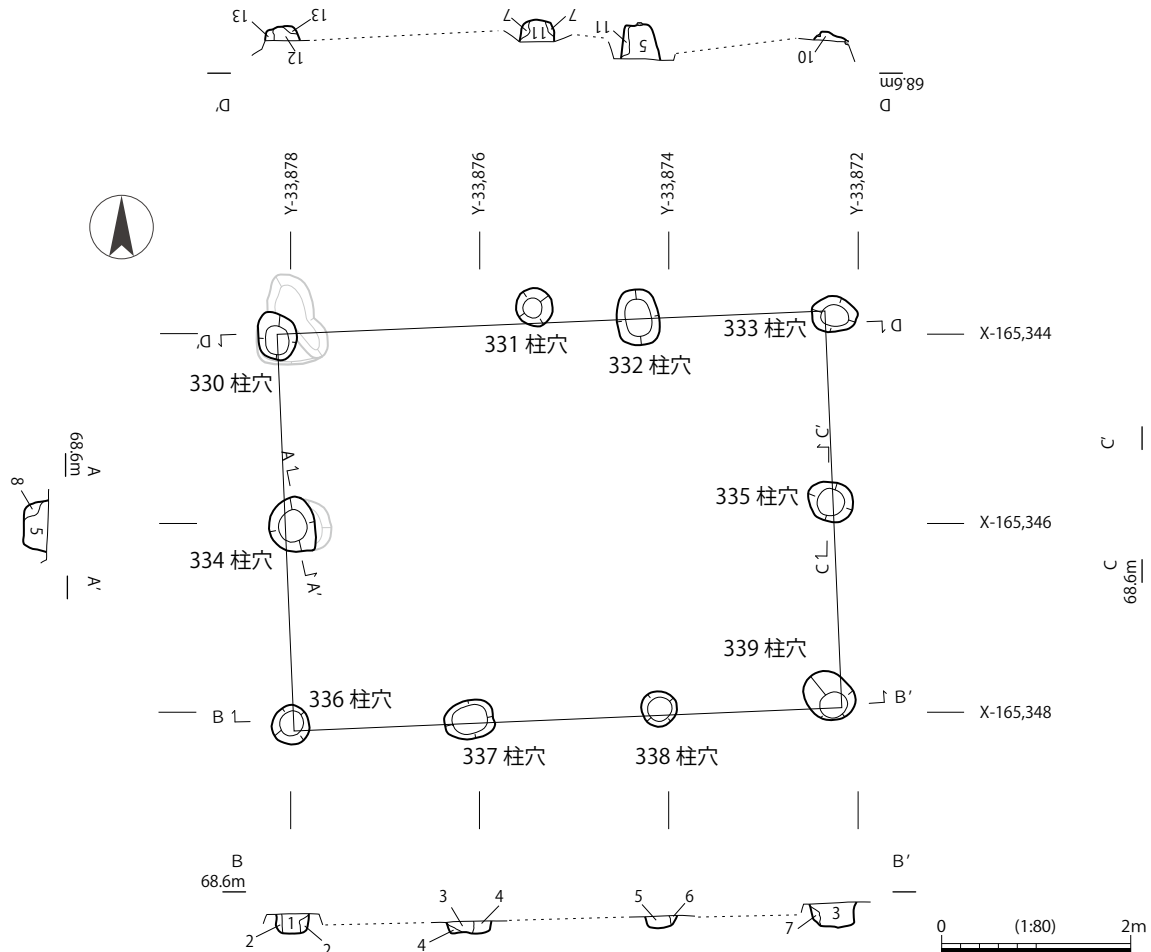 13 13 7 7 11
12 11 5 10
68.6m
D' D
Y-33,878 Y-33,876 Y-33,874 Y-33,872
D' D
333 柱穴 X-165,344
331 柱穴
332 柱穴
330 柱穴
C'
C'
68.6m
A
A
8
5
335 柱穴
X-165,346
334 柱穴
C
C
68.6m
A'
A'
339 柱穴
336 柱穴
B B'
X-165,348
337 柱穴 338 柱穴
B B'
68.6m
3 4 5 6
1 3
2 2 4 7
0 (1:80) 2m